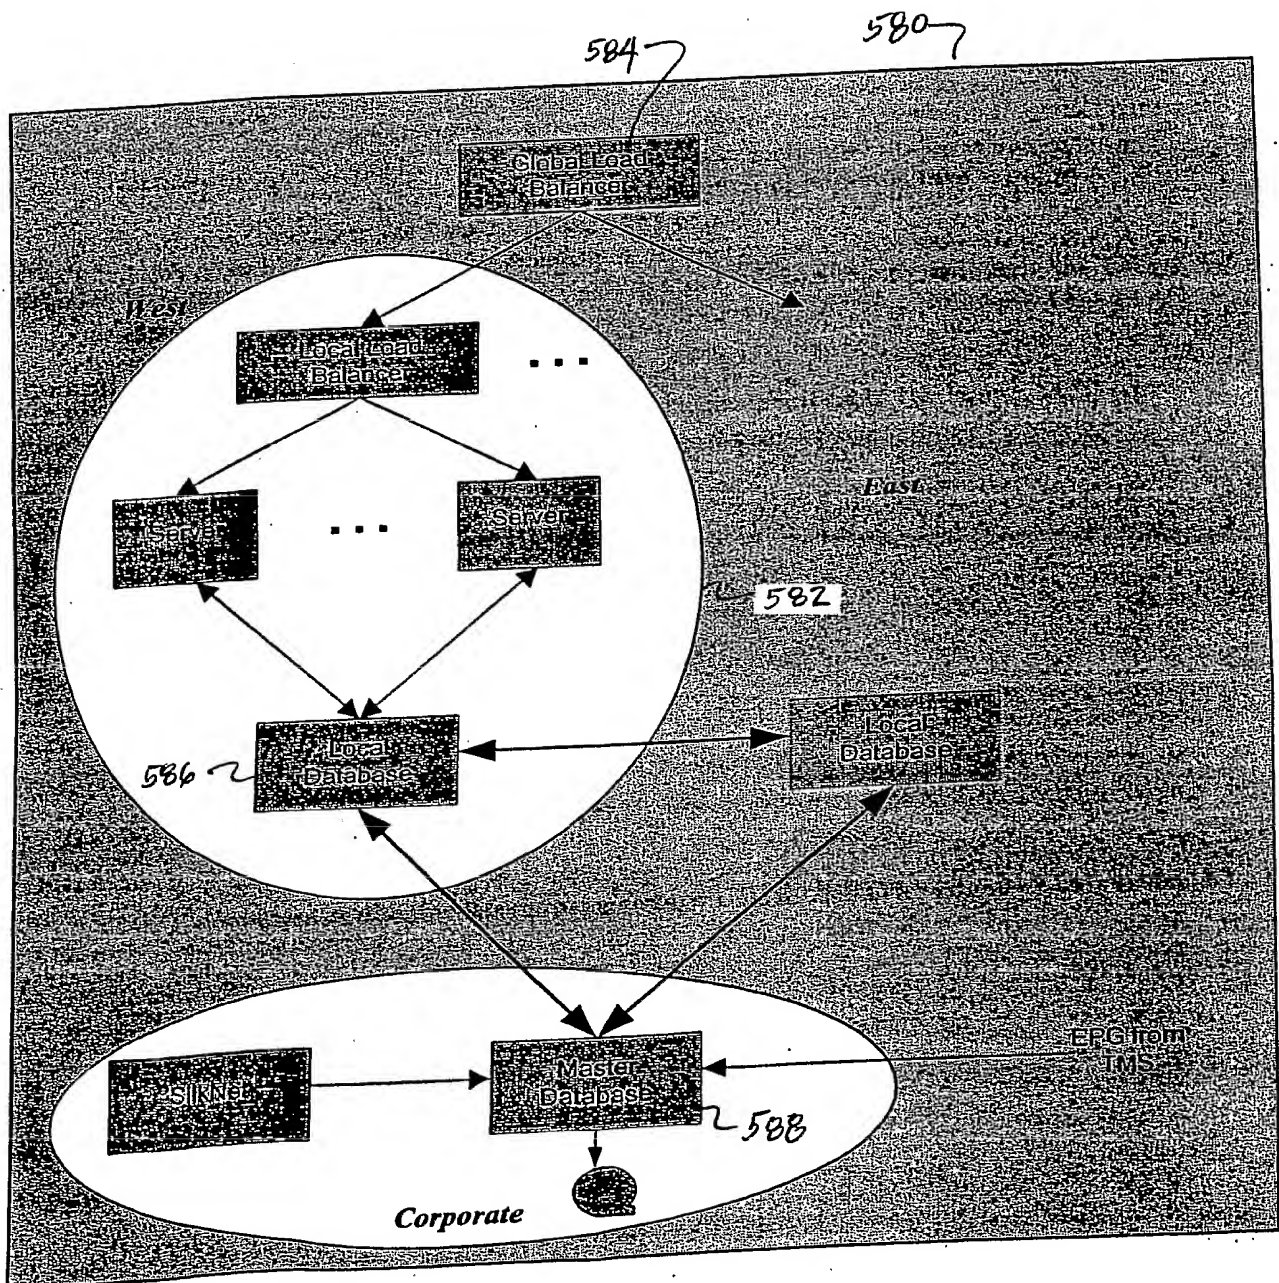 580
584
Global Load
Balancer
West
Local Load
Balancer
Server
Server
East
582
Local
Database
586
Local
Database
SilkNet
Master
Database
EPG from
TMS
588
Corporate